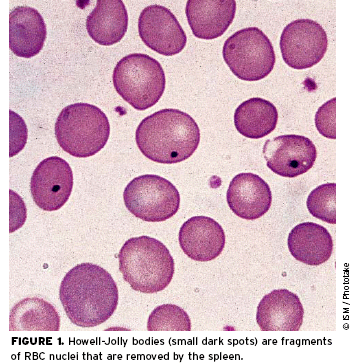 © ISM / Phototake
FIGURE 1. Howell-Jolly bodies (small dark spots) are fragments
of RBC nuclei that are removed by the spleen.